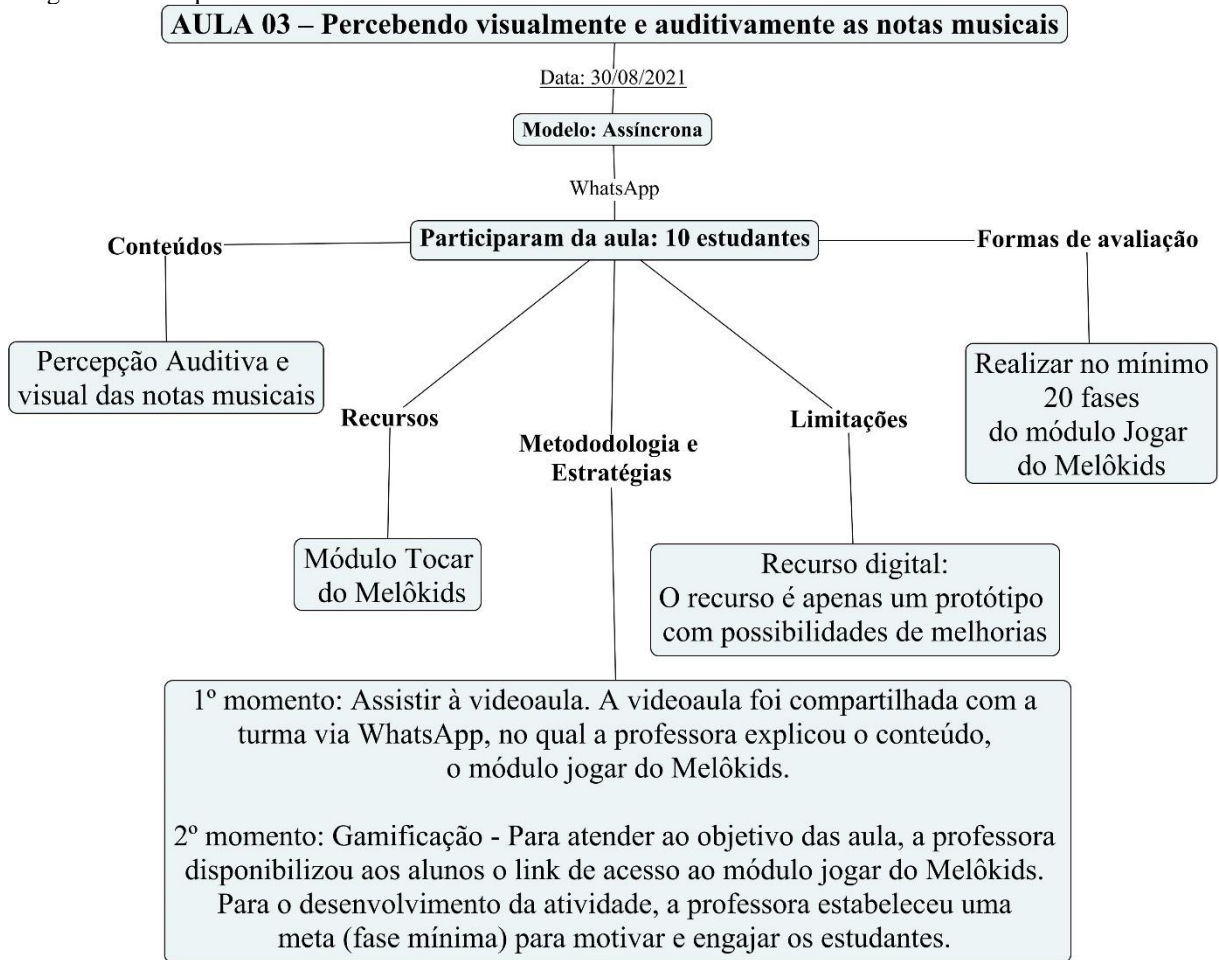 AULA 03 – Percebendo visualmente e auditivamente as notas musicais
Data: 30/08/2021
Modelo: Assíncrona
WhatsApp
Participaram da aula: 10 estudantes
Conteúdos
Percepção Auditiva e
visual das notas musicais
Recursos
Módulo Tocar
do Melôkids
Metododologia e
Estratégias
1º momento: Assistir à videoaula. A videoaula foi compartilhada com a
turma via WhatsApp, no qual a professora explicou o conteúdo,
o módulo jogar do Melôkids.
2º momento: Gamificação - Para atender ao objetivo das aula, a professora
disponibilizou aos alunos o link de acesso ao módulo jogar do Melôkids.
Para o desenvolvimento da atividade, a professora estabeleceu uma
meta (fase mínima) para motivar e engajar os estudantes.
Limitações
Recurso digital:
O recurso é apenas um protótipo
com possibilidades de melhorias
Formas de avaliação
Realizar no mínimo
20 fases
do módulo Jogar
do Melôkids